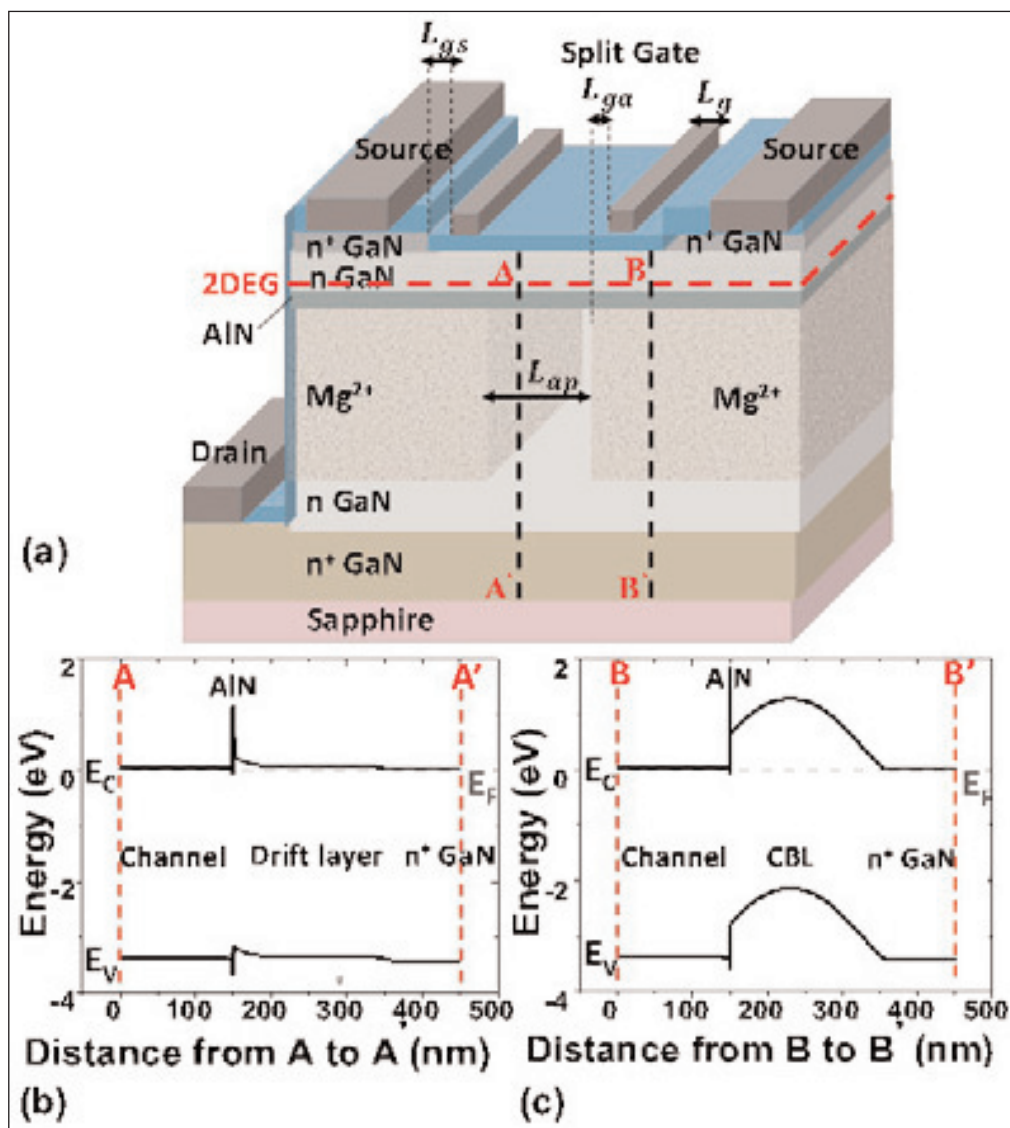 L_gs
Split Gate
L_ga
L_g
Source
Source
n⁺ GaN
n⁺ GaN
2DEG
n GaN
A
B
AlN
L_ap
Mg²⁺
Mg²⁺
Drain
n GaN
(a)
n⁺ GaN
A`
B`
Sapphire
2
A
AlN
A'
E_C
0
E_F
Energy (eV)
Channel
Drift layer
n⁺ GaN
-2
E_V
-4
0 100 200 300 400 500
Distance from A to A' (nm)
(b)
2
B
AlN
B'
E_C
0
E_F
Energy (eV)
Channel
CBL
n⁺ GaN
-2
E_V
-4
0 100 200 300 400 500
Distance from B to B' (nm)
(c)